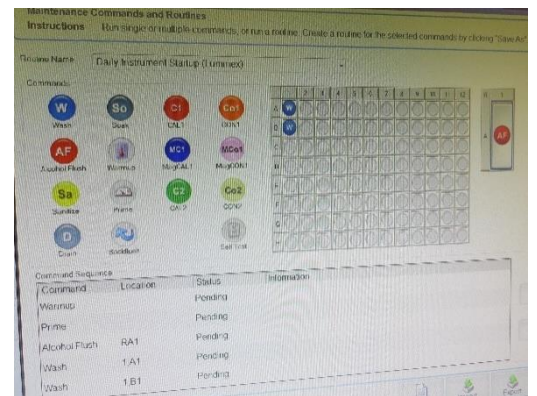 Maintenance Commands and Routines
Instructions Run single or multiple commands, or run a routine. Create a routine for the selected commands by clicking "Save As"
Routine Name Daily Instrument Startup (Luminex)
Commands
W So C1 Co1
Wash Soak CAL1 CON1
AF MC1 MCo1
Alcohol Flush Warmup MagCAL1 MagCON1
Sa C2 Co2
Sanitize Prime CAL2 CON2
D
Drain Backflush Self Test
1 2 3 4 5 6 7 8 9 10 11 12
A W
B W
C
D
E
F
G
H
AF
Command Sequence
Command Location Status Information
Warmup Pending
Prime Pending
Alcohol Flush RA1 Pending
Wash 1:A1 Pending
Wash 1:B1 Pending
Export